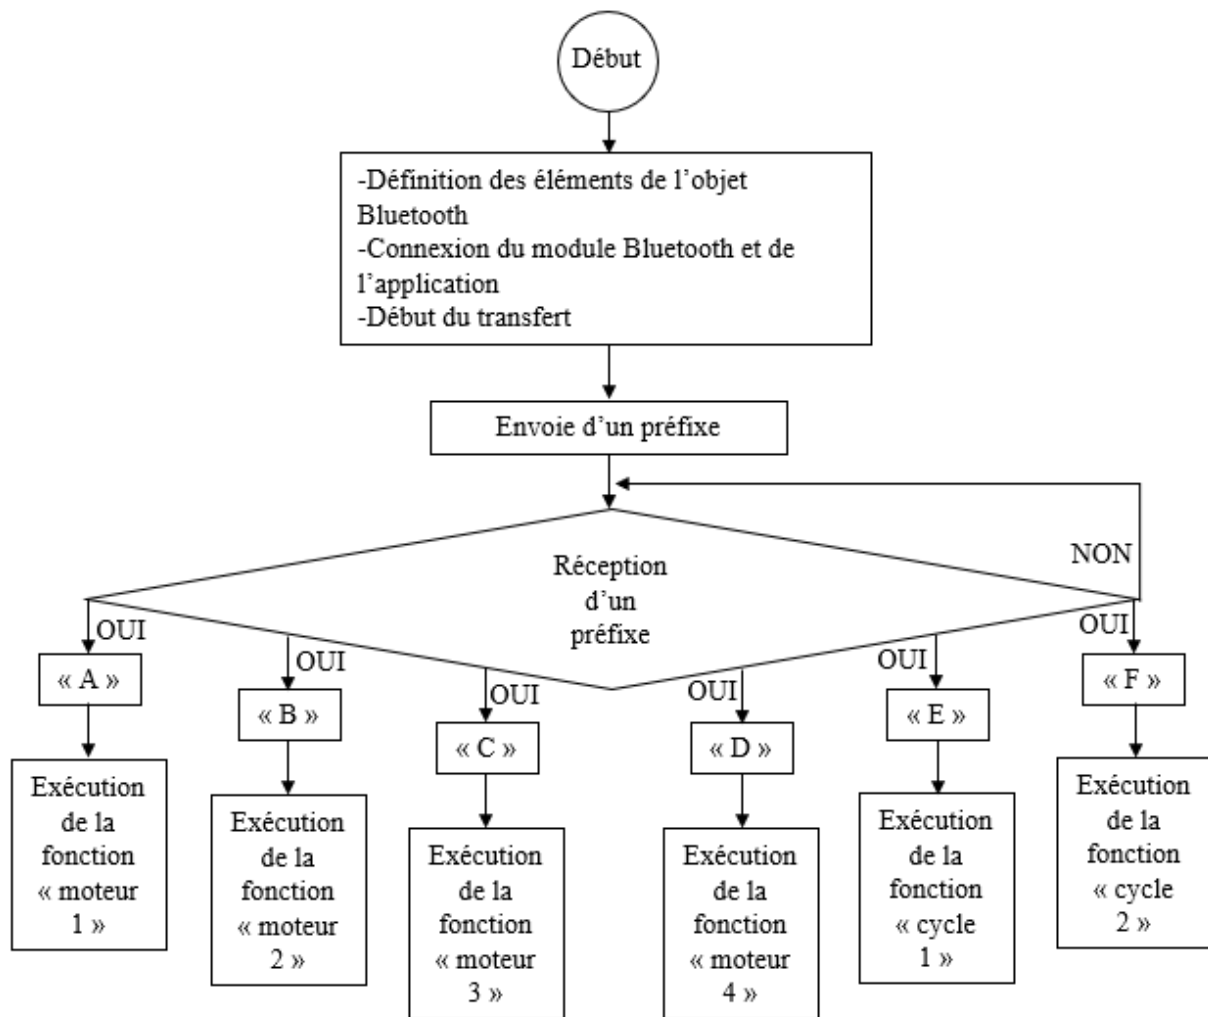 Début
-Définition des éléments de l’objet
Bluetooth
-Connexion du module Bluetooth et de
l’application
-Début du transfert
Envoie d’un préfixe
Réception
d’un
préfixe
NON
OUI
OUI
OUI
OUI
OUI
OUI
« A »
« B »
« C »
« D »
« E »
« F »
Exécution
de la
fonction
« moteur
1 »
Exécution
de la
fonction
« moteur
2 »
Exécution
de la
fonction
« moteur
3 »
Exécution
de la
fonction
« moteur
4 »
Exécution
de la
fonction
« cycle
1 »
Exécution
de la
fonction
« cycle
2 »